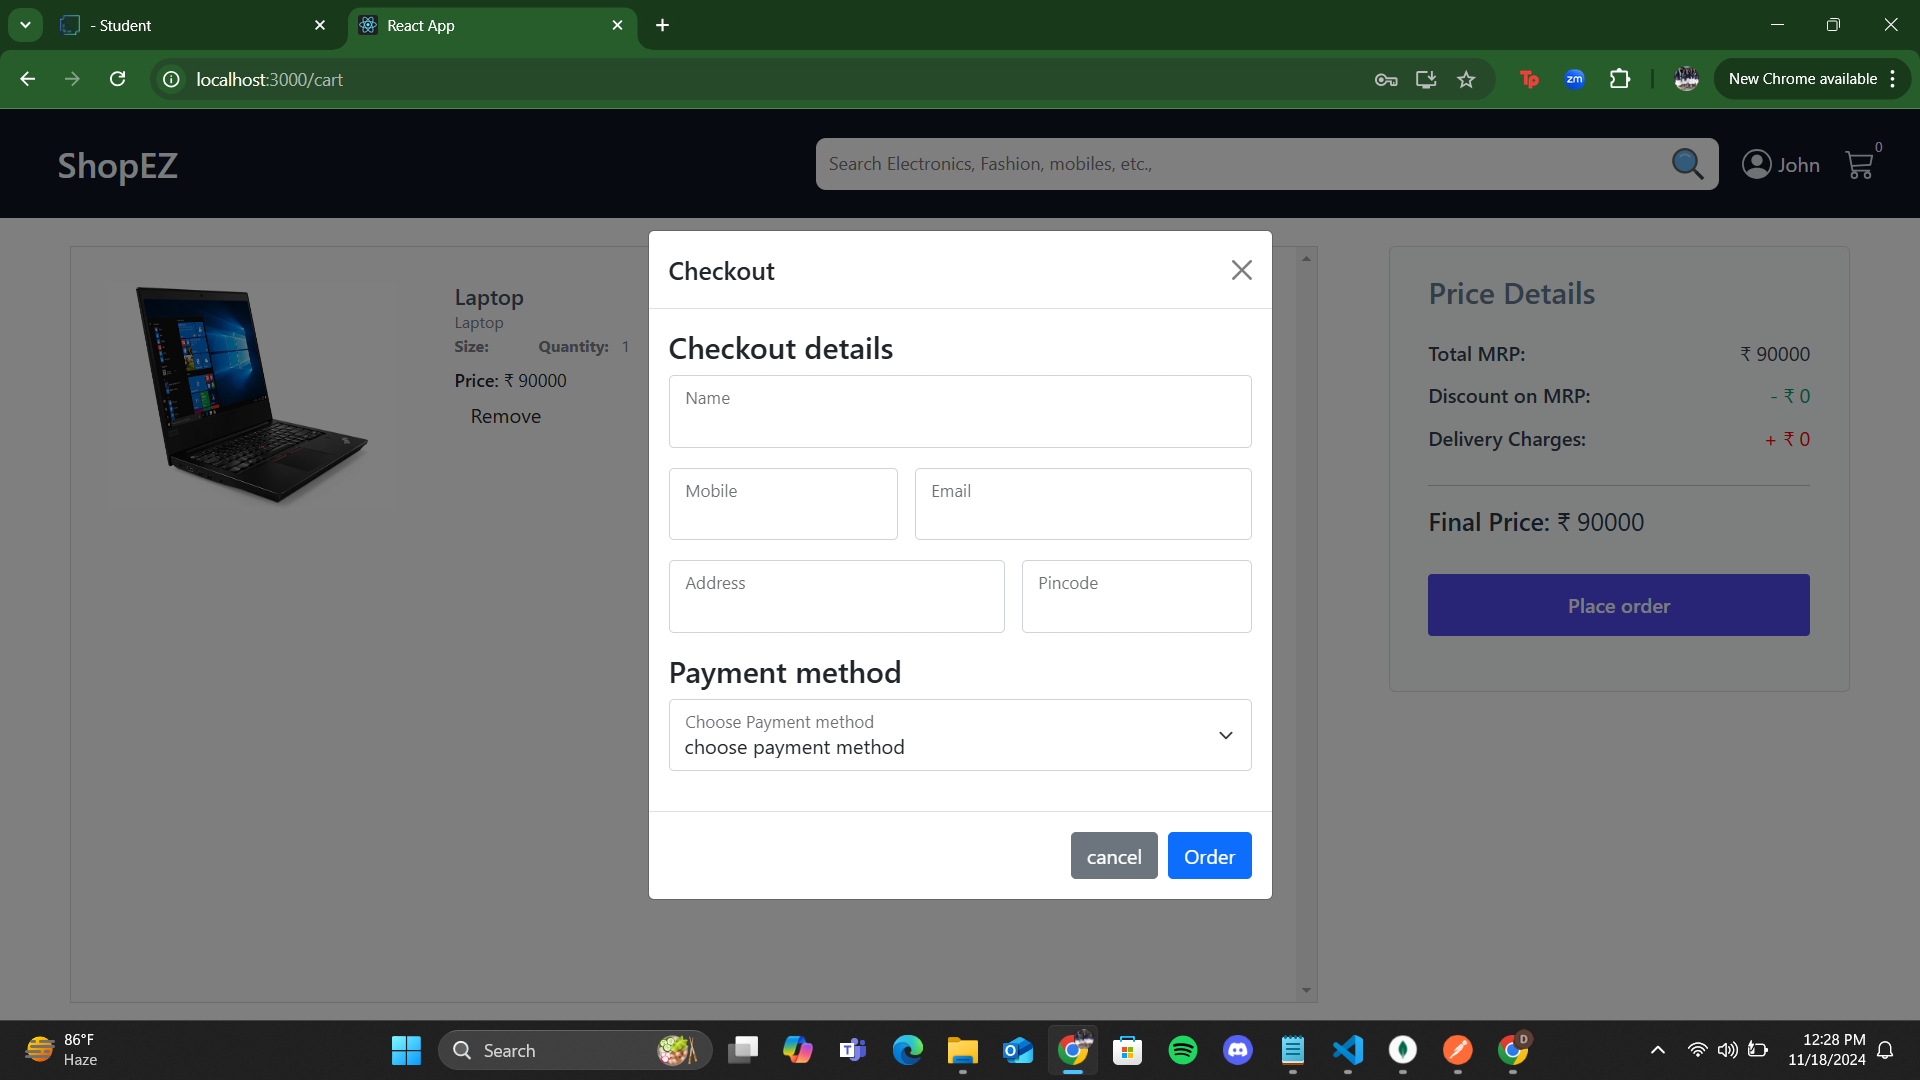 - Student
React App
localhost:3000/cart
Tp
zm
New Chrome available
ShopEZ
Search Electronics, Fashion, mobiles, etc.,
John
0
Laptop
Laptop
Size:
Quantity: 1
Price: ₹ 90000
Remove
Checkout
Checkout details
Name
Mobile
Email
Address
Pincode
Payment method
Choose Payment method
choose payment method
cancel
Order
Price Details
Total MRP: ₹ 90000
Discount on MRP: - ₹ 0
Delivery Charges: + ₹ 0
Final Price: ₹ 90000
Place order
86°F
Haze
Search
D
12:28 PM
11/18/2024